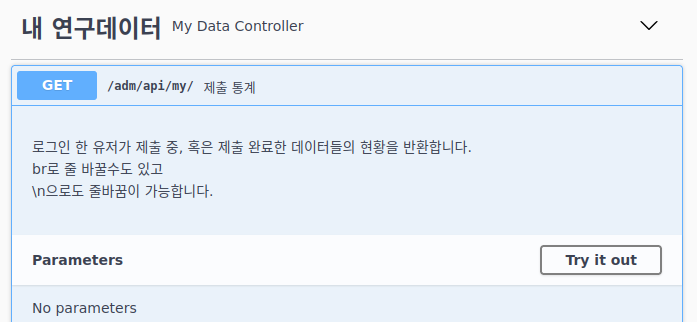 내 연구데이터 My Data Controller
GET /adm/api/my/ 제출 통계
로그인 한 유저가 제출 중, 혹은 제출 완료한 데이터들의 현황을 반환합니다.
br로 줄 바꿀수도 있고
\n으로도 줄바꿈이 가능합니다.
Parameters Try it out
No parameters